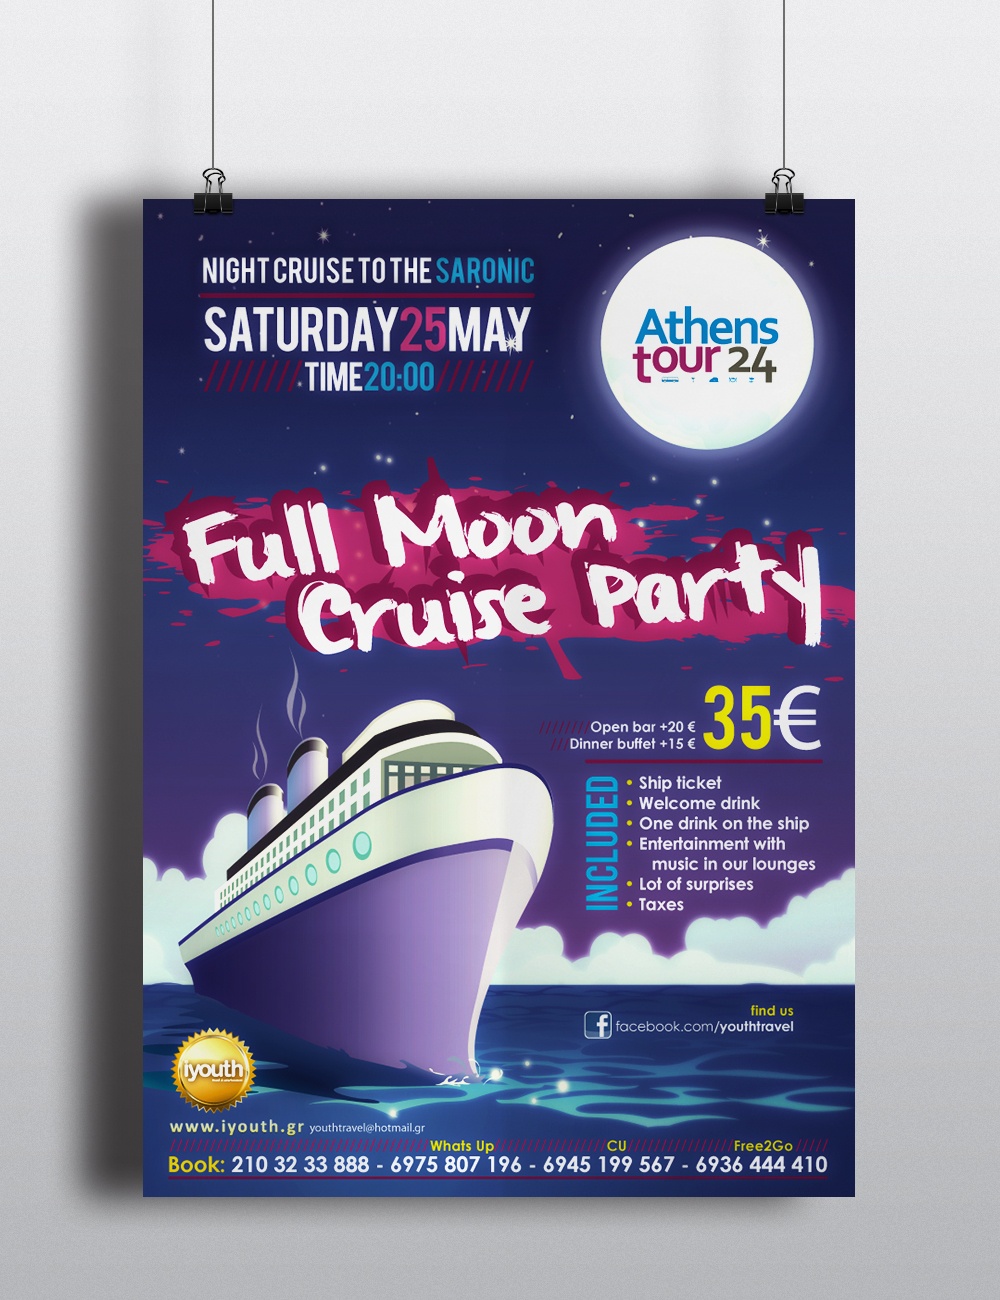 NIGHT CRUISE TO THE SARONIC
SATURDAY 25 MAY
TIME 20:00
Athens
tour 24
Full Moon
Cruise Party
35€
Open bar +20 €
Dinner buffet +15 €
INCLUDED
• Ship ticket
• Welcome drink
• One drink on the ship
• Entertainment with
music in our lounges
• Lot of surprises
• Taxes
find us
facebook.com/youthtravel
iyouth
www.iyouth.gr youthtravel@hotmail.gr
Whats Up CU Free2Go
Book: 210 32 33 888 - 6975 807 196 - 6945 199 567 - 6936 444 410